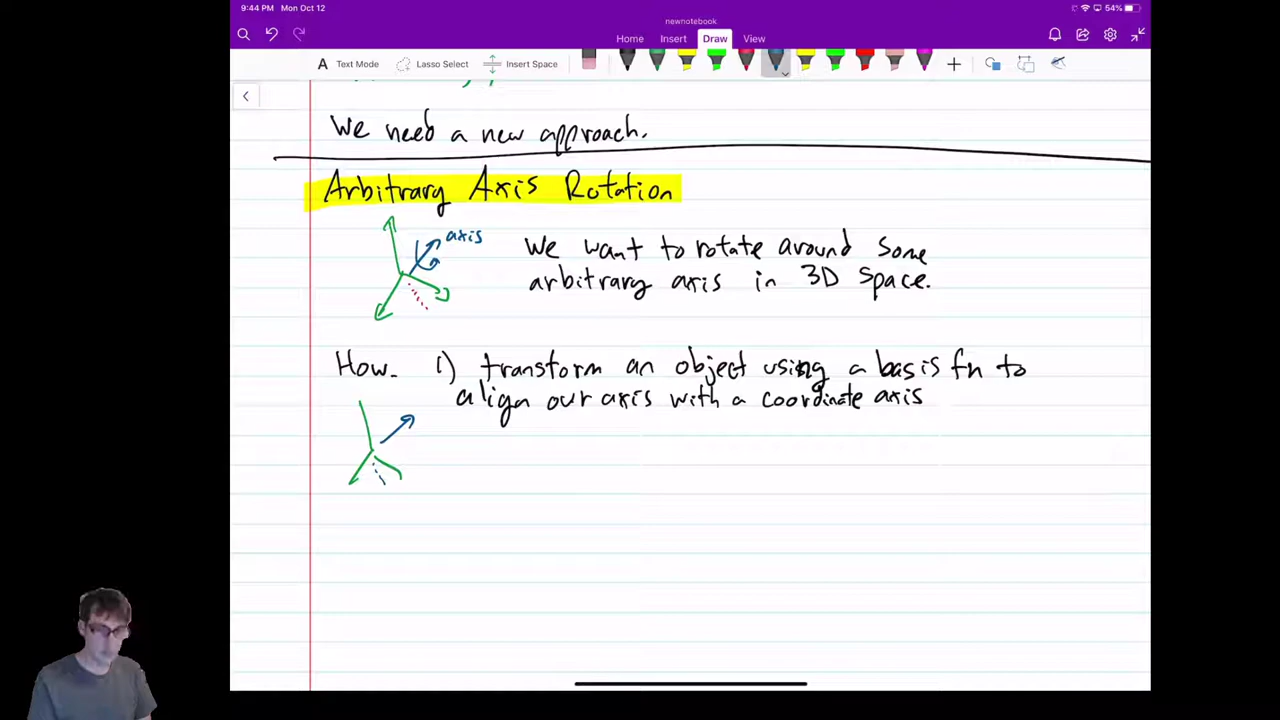 9:44 PM Mon Oct 12
54%
newnotebook
Home Insert Draw View
Text Mode Lasso Select Insert Space
We need a new approach.
Arbitrary Axis Rotation
axis
We want to rotate around some
arbitrary axis in 3D space.
How. 1) transform an object using a basis fn to
align our axis with a coordinate axis